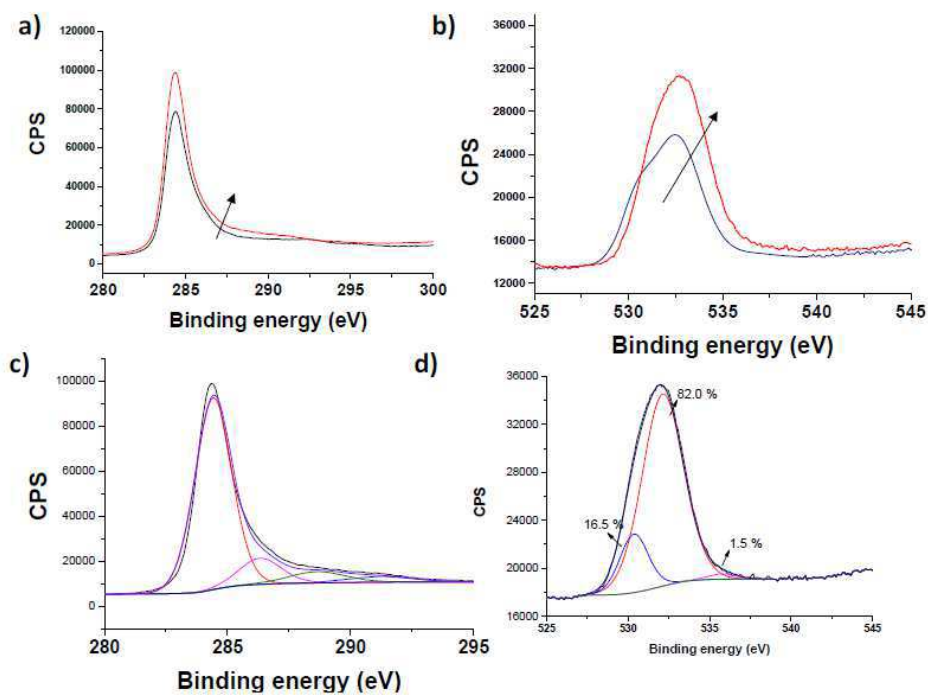 a)
120000
100000
80000
60000
40000
20000
0
CPS
280 285 290 295 300
Binding energy (eV)
b)
36000
32000
28000
24000
20000
16000
12000
CPS
525 530 535 540 545
Binding energy (eV)
c)
100000
80000
60000
40000
20000
0
CPS
280 285 290 295
Binding energy (eV)
d)
36000
32000
28000
24000
20000
16000
CPS
82.0 %
16.5 %
1.5 %
525 530 535 540 545
Binding energy (eV)